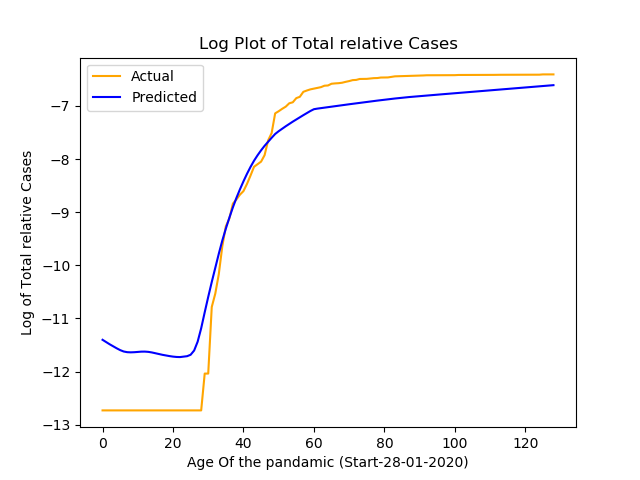 Log Plot of Total relative Cases
Actual
Predicted
Log of Total relative Cases
−7
−8
−9
−10
−11
−12
−13
0 20 40 60 80 100 120
Age Of the pandamic (Start-28-01-2020)